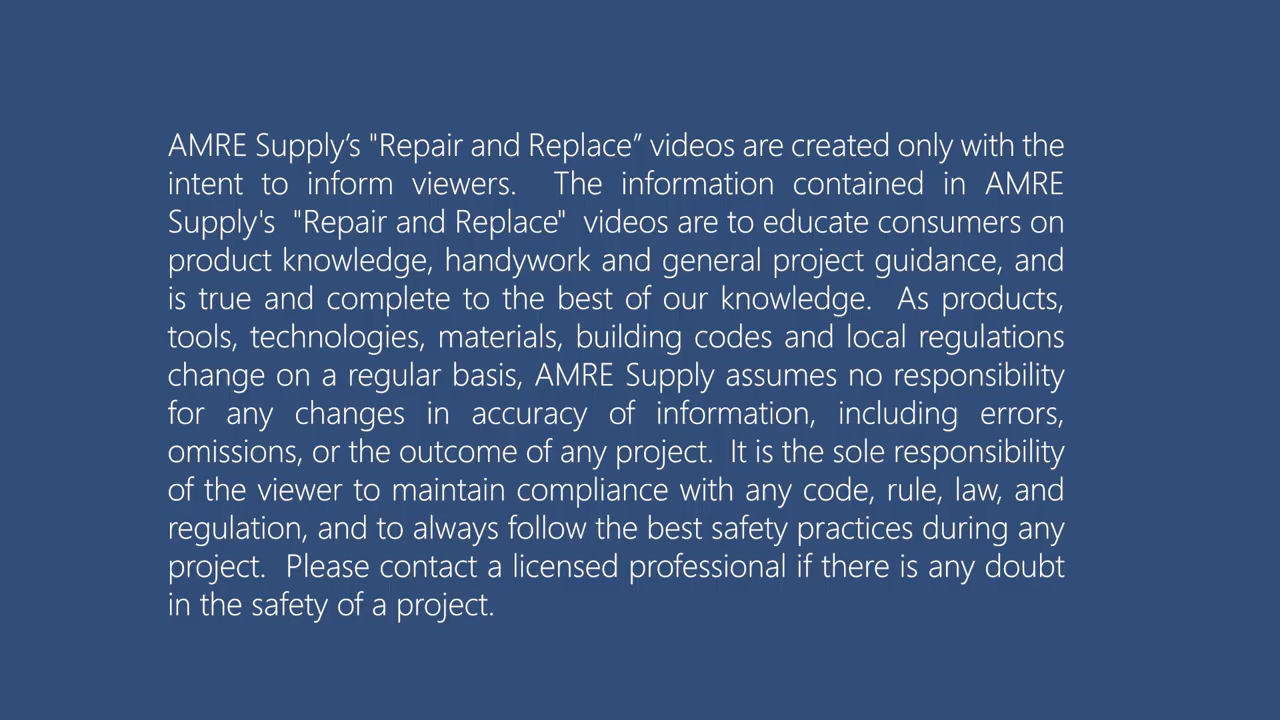 AMRE Supply’s "Repair and Replace” videos are created only with the
intent to inform viewers.  The information contained in AMRE
Supply's  "Repair and Replace"  videos are to educate consumers on
product knowledge, handywork and general project guidance, and
is true and complete to the best of our knowledge.  As products,
tools, technologies, materials, building codes and local regulations
change on a regular basis, AMRE Supply assumes no responsibility
for any changes in accuracy of information, including errors,
omissions, or the outcome of any project.  It is the sole responsibility
of the viewer to maintain compliance with any code, rule, law, and
regulation, and to always follow the best safety practices during any
project.  Please contact a licensed professional if there is any doubt
in the safety of a project.